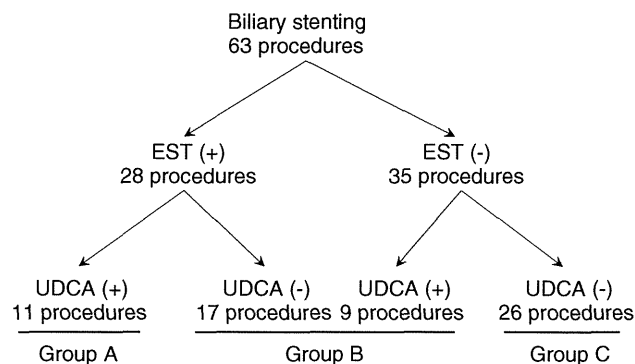 Biliary stenting
63 procedures
EST (+)
28 procedures
EST (-)
35 procedures
UDCA (+)
11 procedures
UDCA (-)
17 procedures
UDCA (+)
9 procedures
UDCA (-)
26 procedures
Group A
Group B
Group C